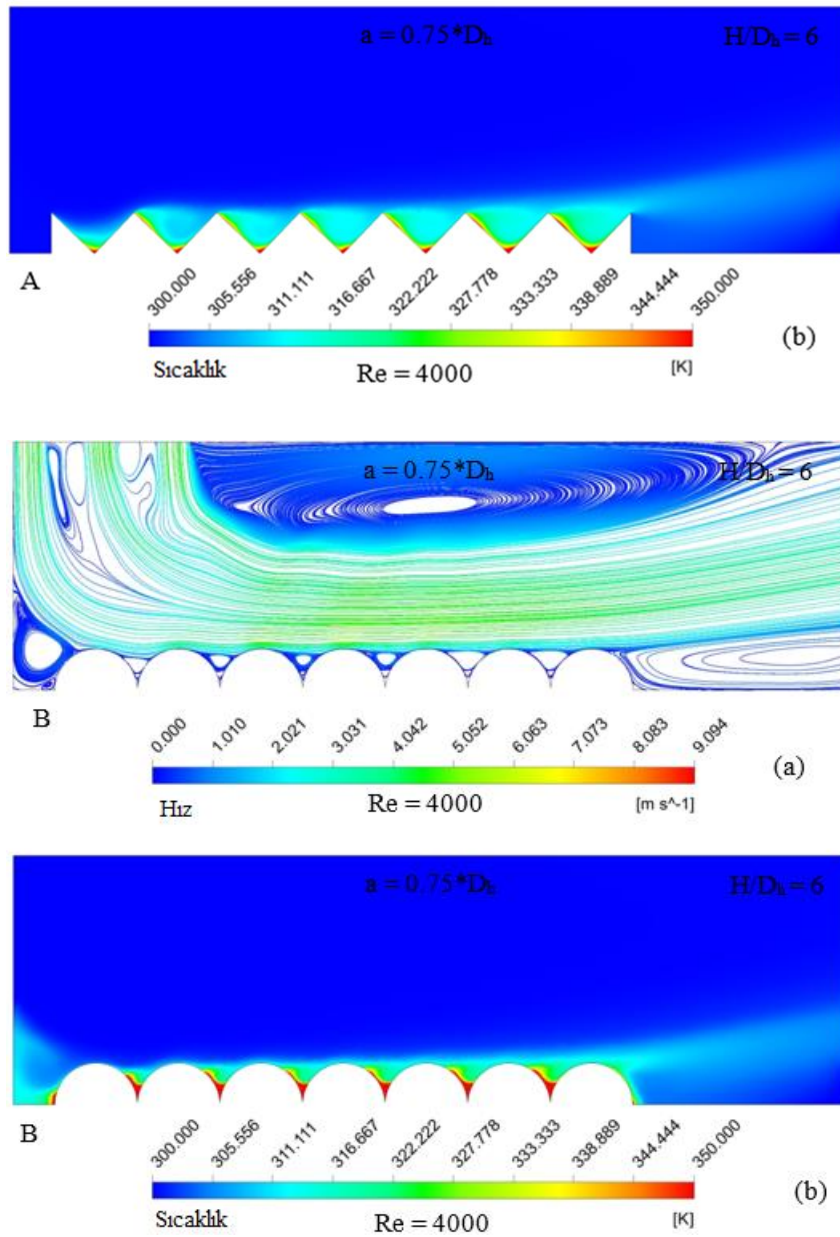 a = 0.75*Dh H/Dh = 6
A
300.000 305.556 311.111 316.667 322.222 327.778 333.333 338.889 344.444 350.000
(b)
Sıcaklık Re = 4000 [K]
a = 0.75*Dh H/Dh = 6
B
0.000 1.010 2.021 3.031 4.042 5.052 6.063 7.073 8.083 9.094
(a)
Hız Re = 4000 [m s^-1]
a = 0.75*Dh H/Dh = 6
B
300.000 305.556 311.111 316.667 322.222 327.778 333.333 338.889 344.444 350.000
(b)
Sıcaklık Re = 4000 [K]